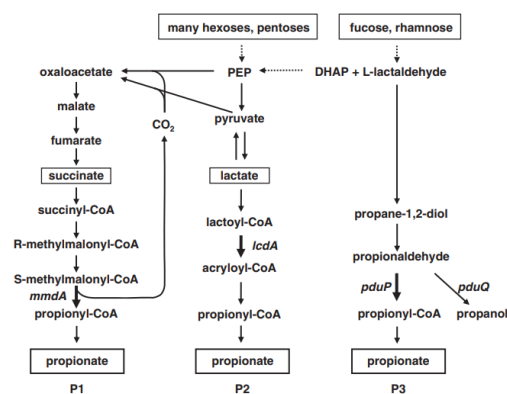 many hexoses, pentoses
fucose, rhamnose
oxaloacetate
PEP
DHAP + L-lactaldehyde
malate
CO2
pyruvate
fumarate
succinate
lactate
succinyl-CoA
lactoyl-CoA
propane-1,2-diol
R-methylmalonyl-CoA
lcdA
acryloyl-CoA
propionaldehyde
S-methylmalonyl-CoA
mmdA
pduP
pduQ
propionyl-CoA
propionyl-CoA
propionyl-CoA
propanol
propionate
propionate
propionate
P1
P2
P3